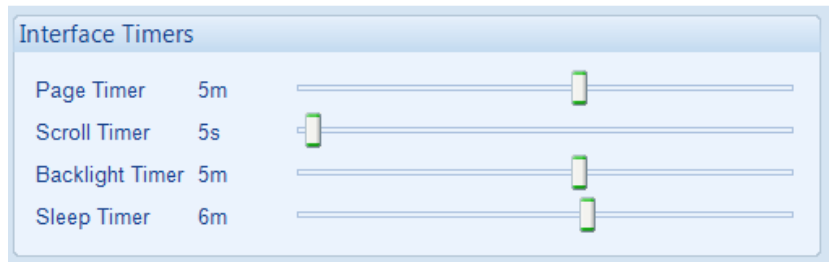 Interface Timers
Page Timer 5m
Scroll Timer 5s
Backlight Timer 5m
Sleep Timer 6m